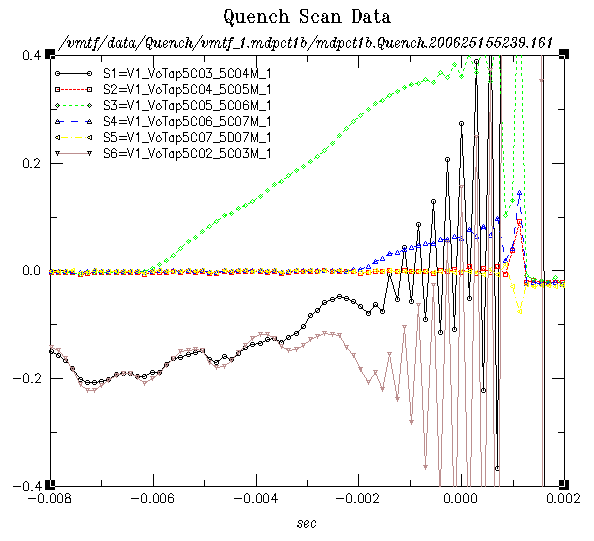 Quench Scan Data
/vmtf/data/Quench/vmtf_1.mdpct1b/mdpct1b.Quench.200625155239.161
0.4
S1=V1_VoTap5C03_5C04M_1
S2=V1_VoTap5C04_5C05M_1
S3=V1_VoTap5C05_5C06M_1
S4=V1_VoTap5C06_5C07M_1
S5=V1_VoTap5C07_5D07M_1
S6=V1_VoTap5C02_5C03M_1
0.2
0.0
-0.2
-0.4
-0.008 -0.006 -0.004 -0.002 0.000 0.002
sec